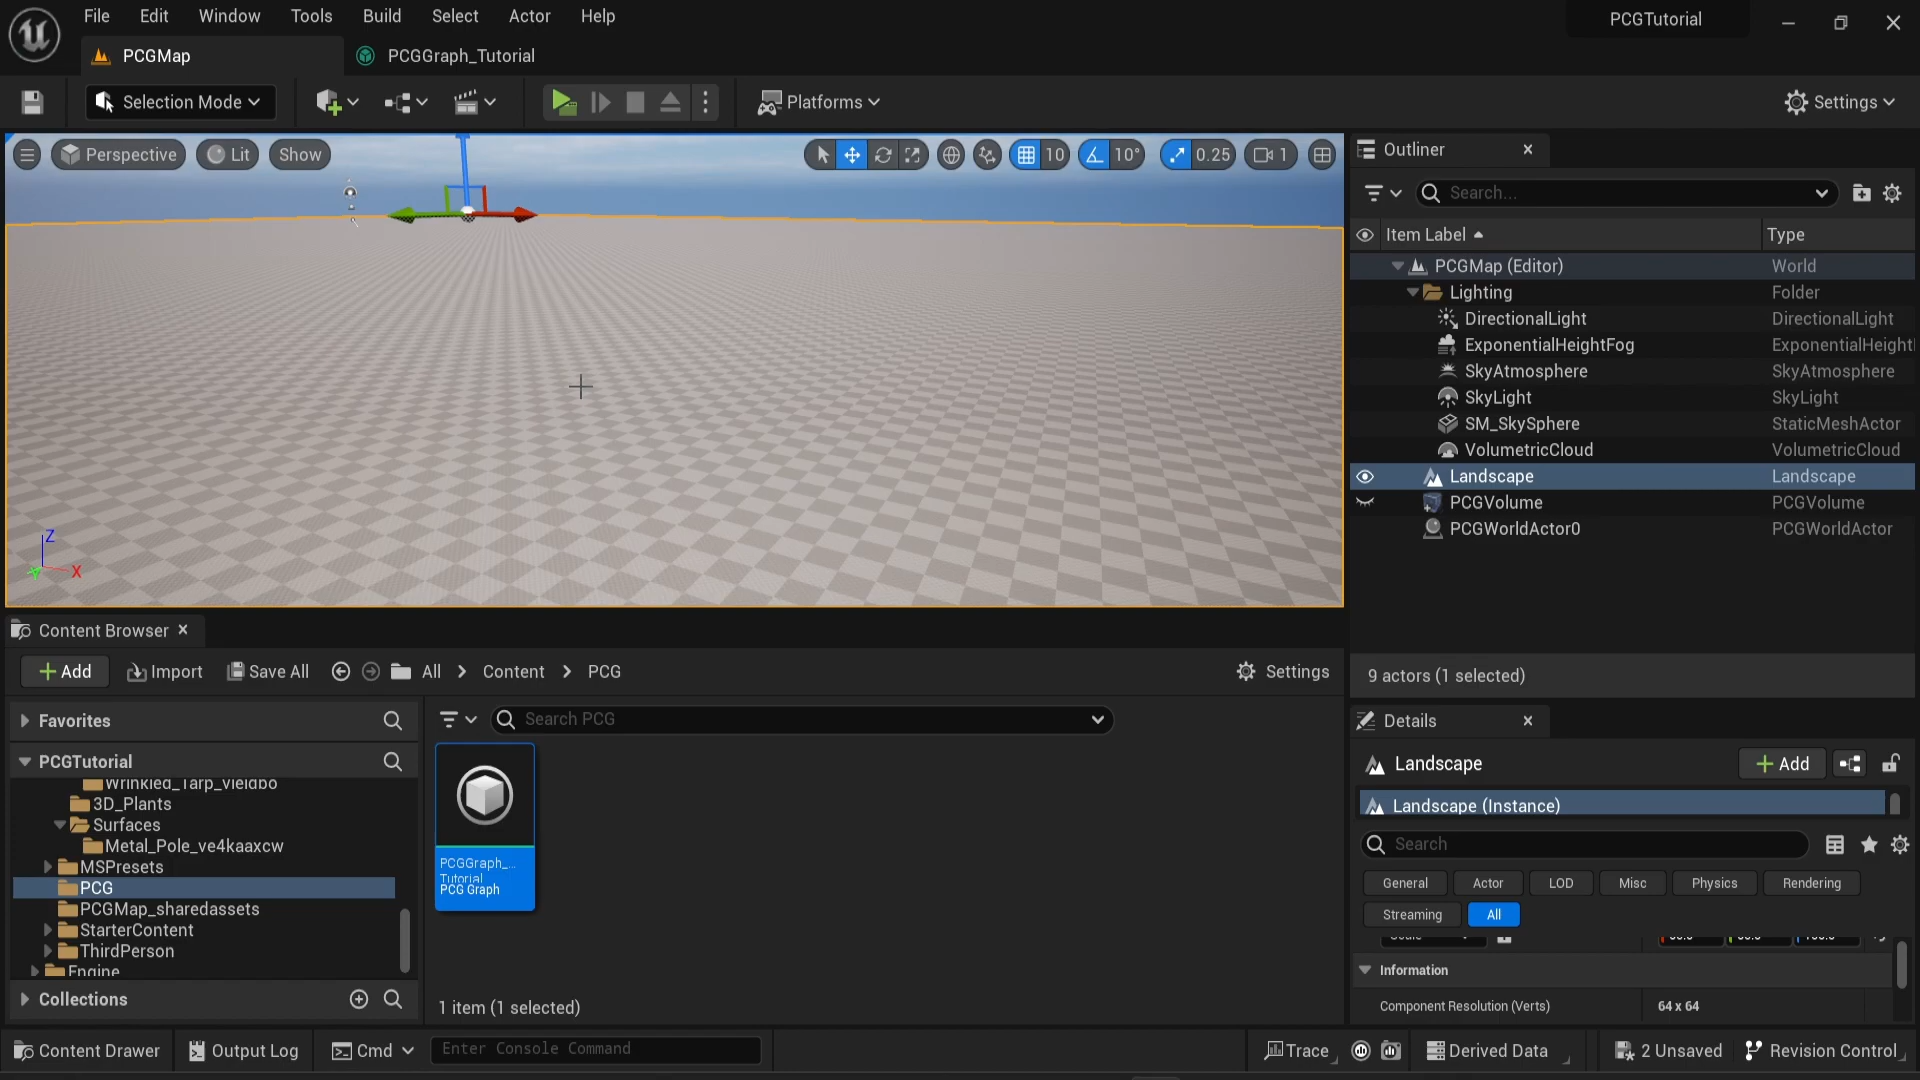 File Edit Window Tools Build Select Actor Help
PCGTutorial
PCGMap
PCGGraph_Tutorial
Selection Mode
Platforms
Settings
Perspective Lit Show
10 10° 0.25 1
Z
X
Outliner
Search...
Item Label Type
PCGMap (Editor) World
Lighting Folder
DirectionalLight DirectionalLight
ExponentialHeightFog ExponentialHeight
SkyAtmosphere SkyAtmosphere
SkyLight SkyLight
SM_SkySphere StaticMeshActor
VolumetricCloud VolumetricCloud
Landscape Landscape
PCGVolume PCGVolume
PCGWorldActor0 PCGWorldActor
9 actors (1 selected)
Content Browser
Add Import Save All All Content PCG Settings
Favorites
PCGTutorial
Wrinkled_Tarp_vieldbo
3D_Plants
Surfaces
Metal_Pole_ve4kaaxcw
MSPresets
PCG
PCGMap_sharedassets
StarterContent
ThirdPerson
Engine
Collections
Search PCG
PCGGraph_...
Tutorial
PCG Graph
1 item (1 selected)
Details
Landscape Add
Landscape (Instance)
Search
General Actor LOD Misc Physics Rendering
Streaming All
Information
Component Resolution (Verts) 64 x 64
Content Drawer Output Log Cmd Enter Console Command Trace Derived Data 2 Unsaved Revision Control